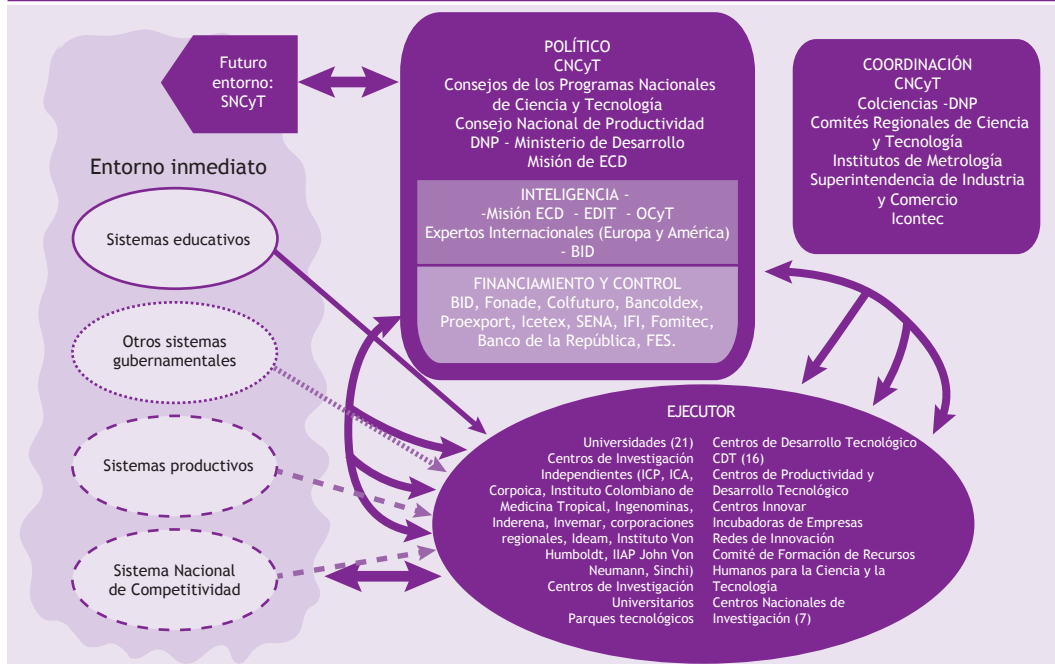 Futuro
entorno:
SNCyT
Entorno inmediato
Sistemas educativos
Otros sistemas
gubernamentales
Sistemas productivos
Sistema Nacional
de Competitividad
POLÍTICO
CNCyT
Consejos de los Programas Nacionales
de Ciencia y Tecnología
Consejo Nacional de Productividad
DNP - Ministerio de Desarrollo
Misión de ECD
INTELIGENCIA -
-Misión ECD - EDIT - OCyT
Expertos Internacionales (Europa y América)
- BID
FINANCIAMIENTO Y CONTROL
BID, Fonade, Colfuturo, Bancoldex,
Proexport, Icetex, SENA, IFI, Fomitec,
Banco de la República, FES.
COORDINACIÓN
CNCyT
Colciencias -DNP
Comités Regionales de Ciencia
y Tecnología
Institutos de Metrología
Superintendencia de Industria
y Comercio
Icontec
EJECUTOR
Universidades (21)
Centros de Investigación
Independientes (ICP, ICA,
Corpoica, Instituto Colombiano de
Medicina Tropical, Ingenominas,
Inderena, Invemar, corporaciones
regionales, Ideam, Instituto Von
Humboldt, IIAP John Von
Neumann, Sinchi)
Centros de Investigación
Universitarios
Parques tecnológicos
Centros de Desarrollo Tecnológico
CDT (16)
Centros de Productividad y
Desarrollo Tecnológico
Centros Innovar
Incubadoras de Empresas
Redes de Innovación
Comité de Formación de Recursos
Humanos para la Ciencia y la
Tecnología
Centros Nacionales de
Investigación (7)